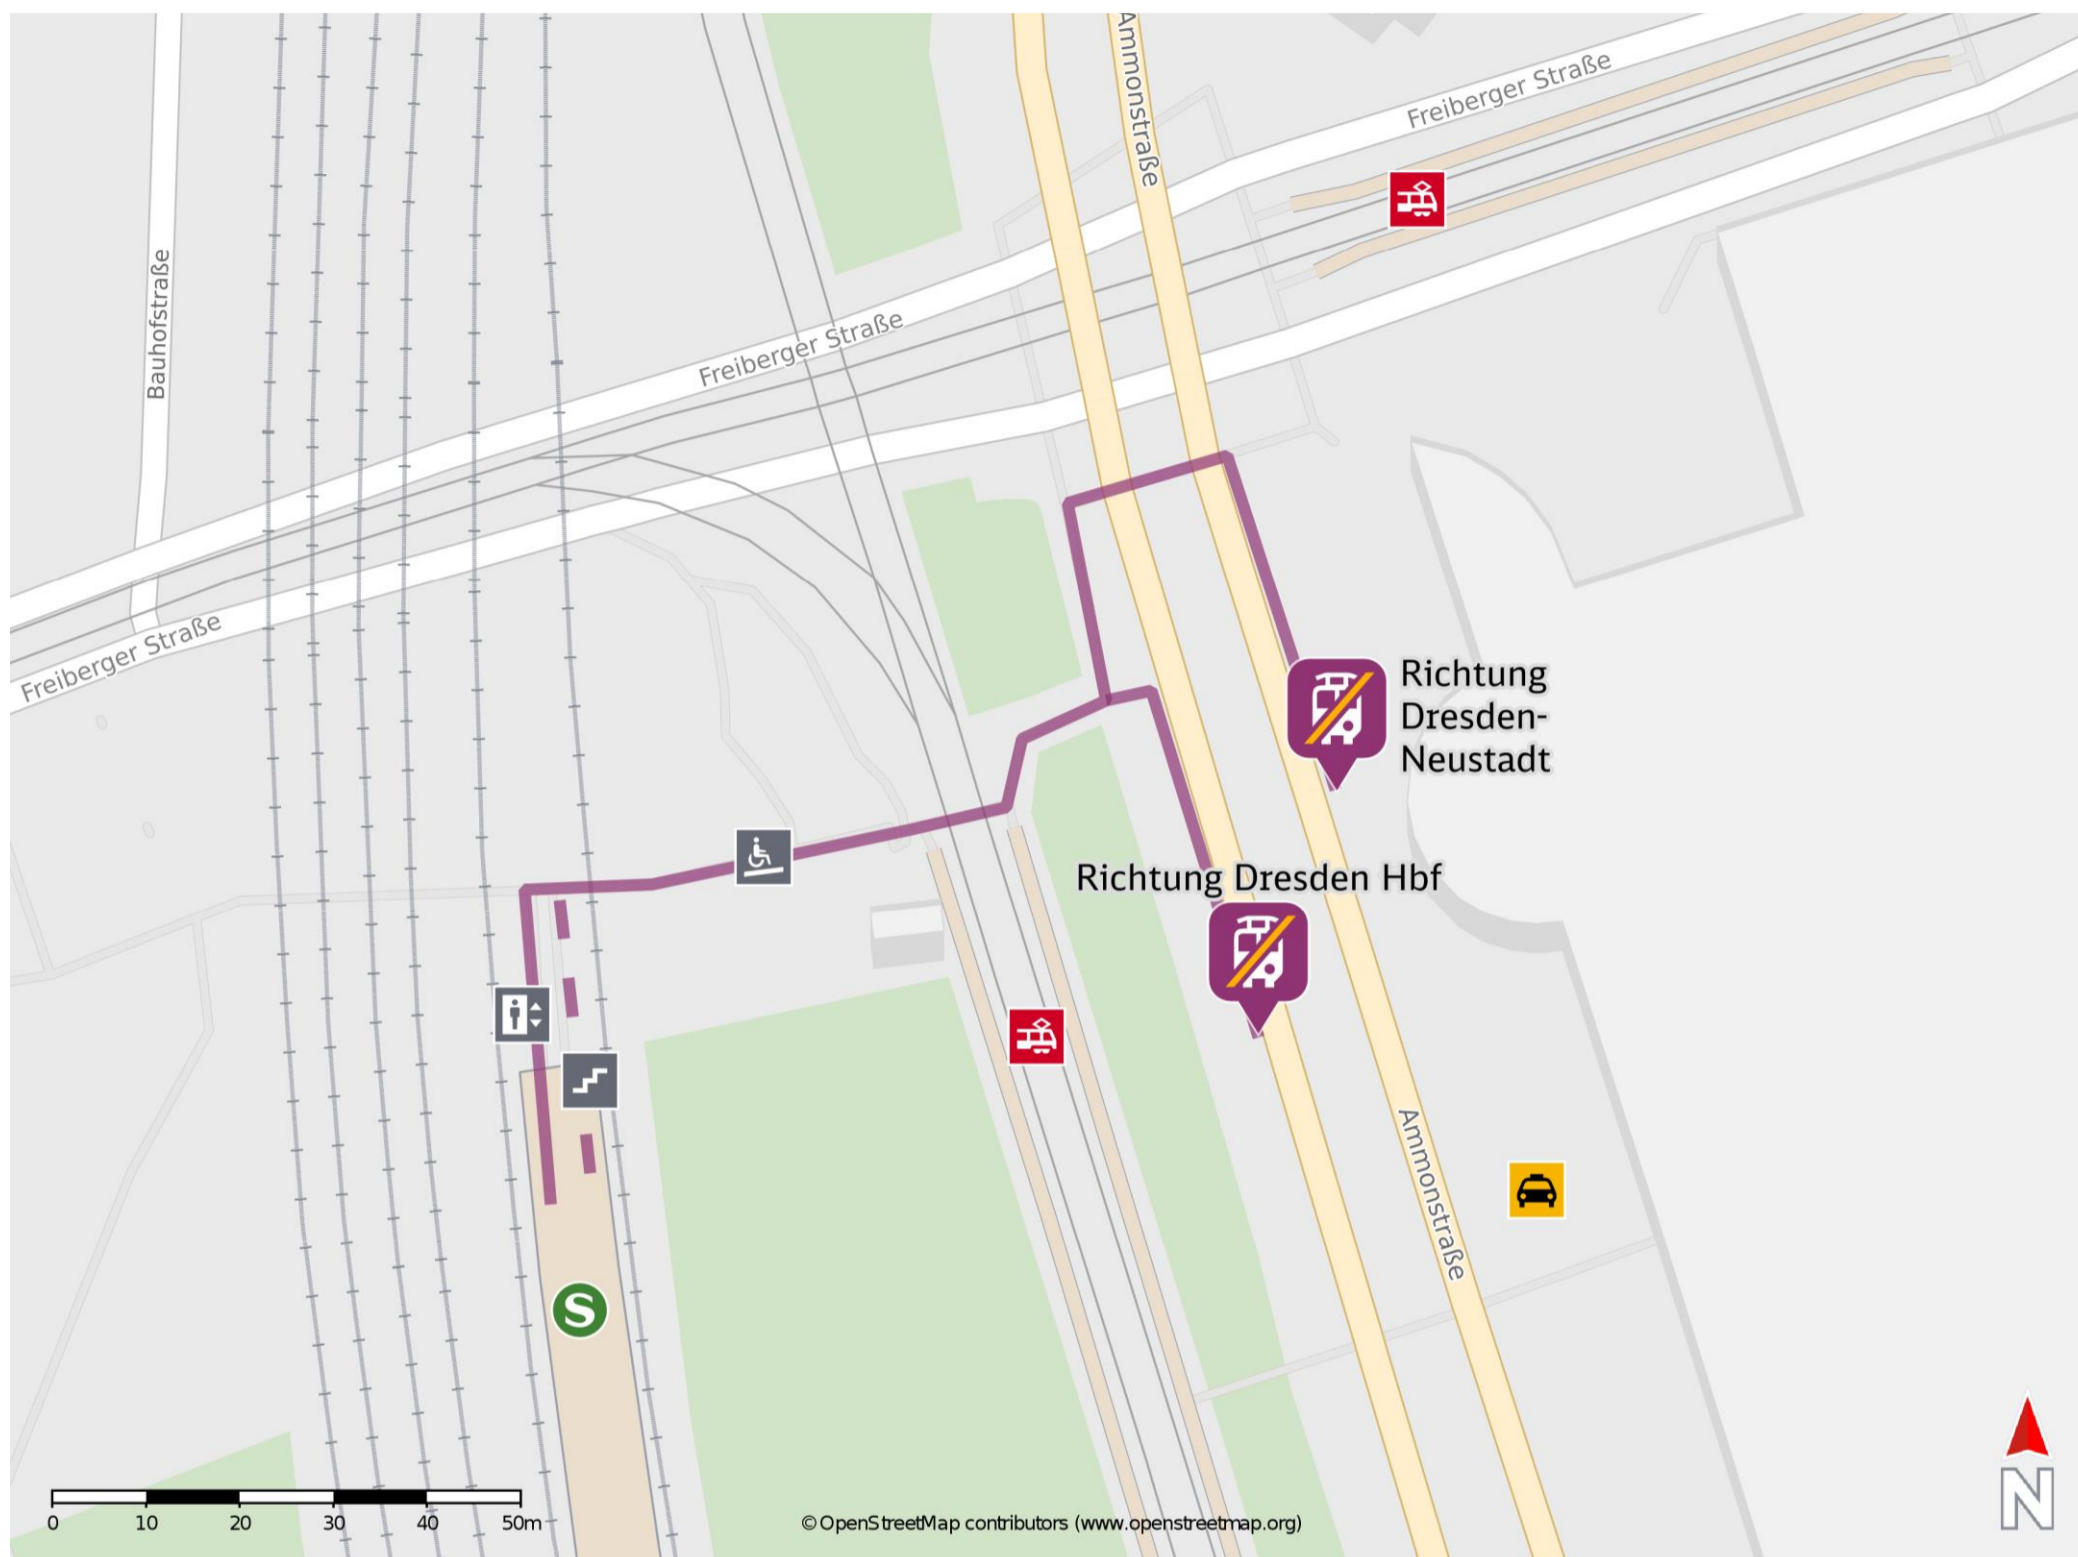 Ammonstraße
Freiberger Straße
Bauhofstraße
Freiberger Straße
Freiberger Straße
Richtung
Dresden-
Neustadt
Richtung Dresden Hbf
Ammonstraße
S
0 10 20 30 40 50m
© OpenStreetMap contributors (www.openstreetmap.org)
N